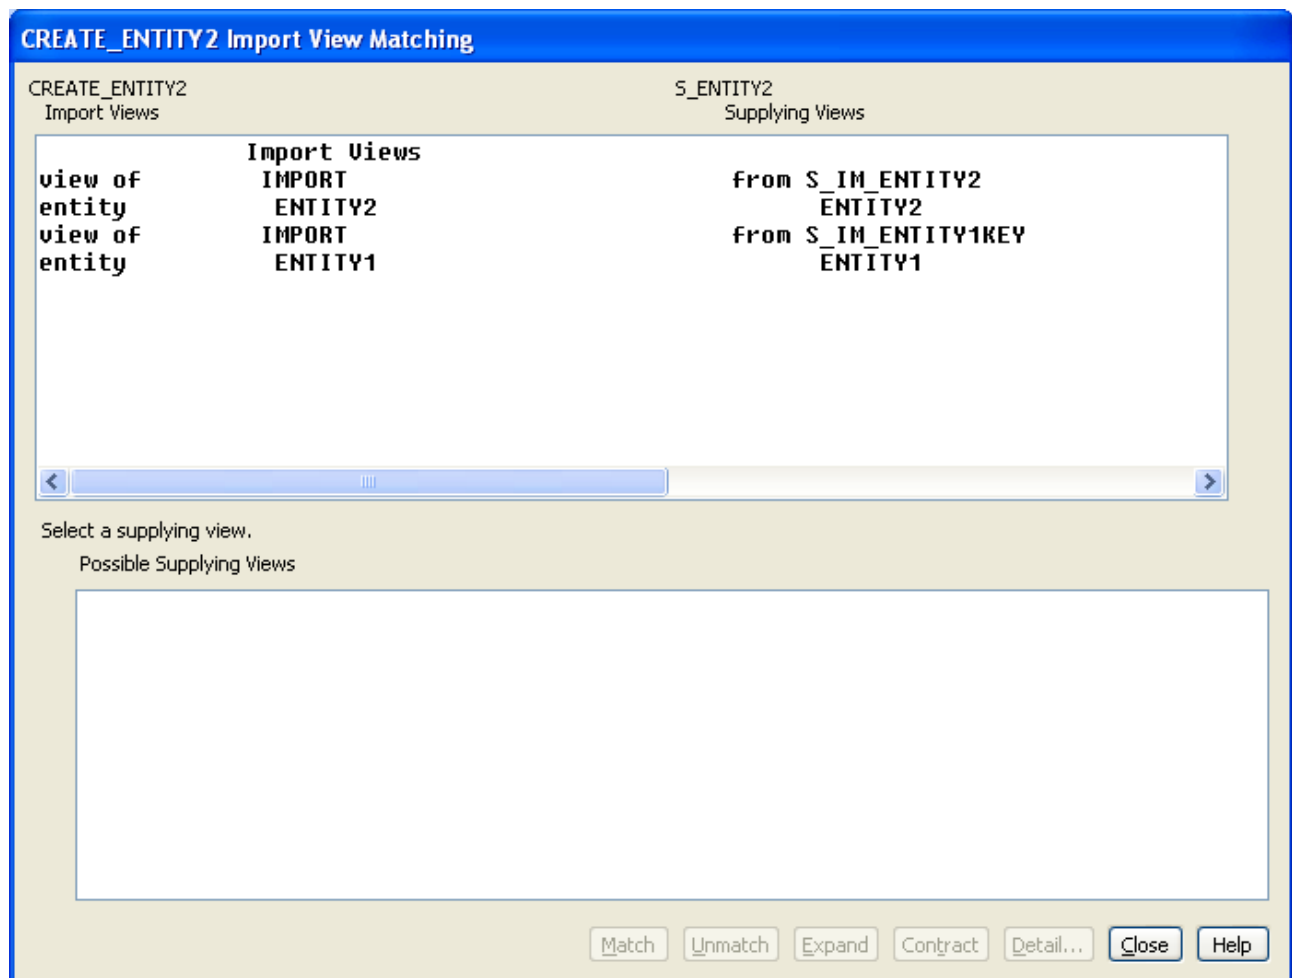 CREATE_ENTITY2 Import View Matching
CREATE_ENTITY2 S_ENTITY2
Import Views Supplying Views
Import Views
view of IMPORT from S_IM_ENTITY2
entity ENTITY2 ENTITY2
view of IMPORT from S_IM_ENTITY1KEY
entity ENTITY1 ENTITY1
Select a supplying view.
Possible Supplying Views
Match Unmatch Expand Contract Detail... Close Help